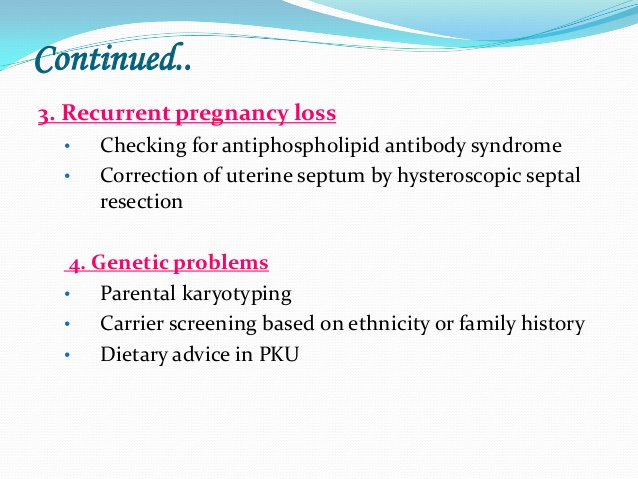 Continued..
3. Recurrent pregnancy loss
• Checking for antiphospholipid antibody syndrome
• Correction of uterine septum by hysteroscopic septal
resection
4. Genetic problems
• Parental karyotyping
• Carrier screening based on ethnicity or family history
• Dietary advice in PKU